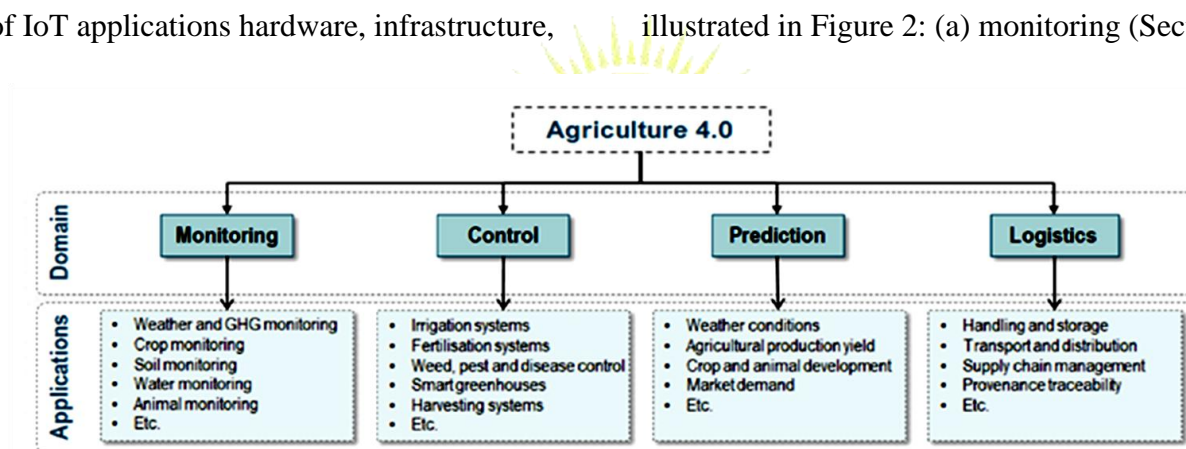 of IoT applications hardware, infrastructure,
illustrated in Figure 2: (a) monitoring (Sec
Agriculture 4.0
Domain
Monitoring
Control
Prediction
Logistics
Applications
• Weather and GHG monitoring
• Crop monitoring
• Soil monitoring
• Water monitoring
• Animal monitoring
• Etc.
• Irrigation systems
• Fertilisation systems
• Weed, pest and disease control
• Smart greenhouses
• Harvesting systems
• Etc.
• Weather conditions
• Agricultural production yield
• Crop and animal development
• Market demand
• Etc.
• Handling and storage
• Transport and distribution
• Supply chain management
• Provenance traceability
• Etc.